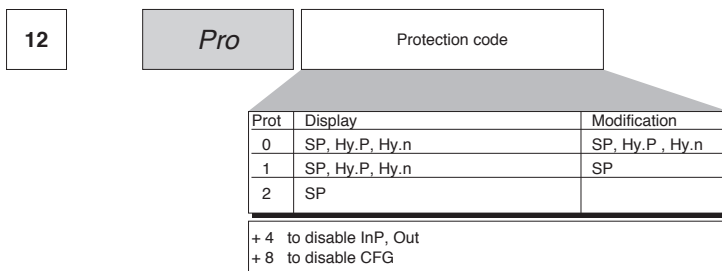 12 Pro Protection code
Prot Display Modification
0 SP, Hy.P, Hy.n SP, Hy.P , Hy.n
1 SP, Hy.P, Hy.n SP
2 SP
+ 4 to disable InP, Out
+ 8 to disable CFG